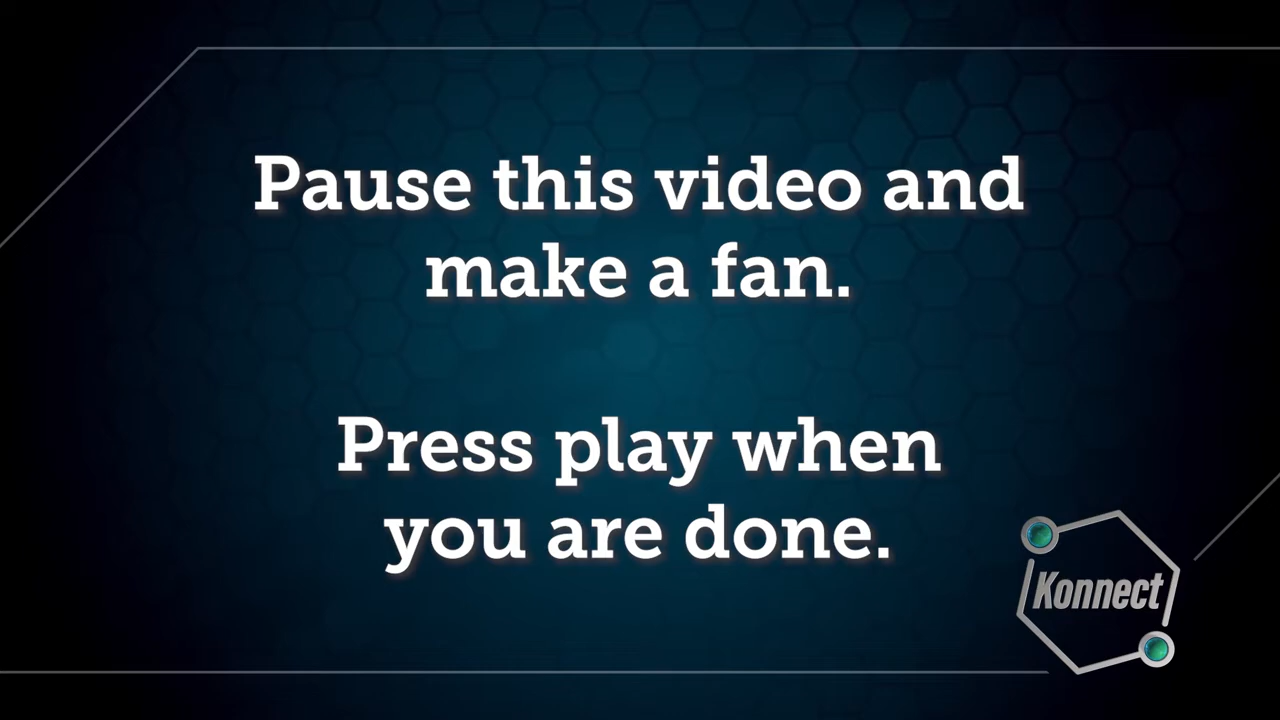 Pause this video and
make a fan.
Press play when
you are done.
Konnect